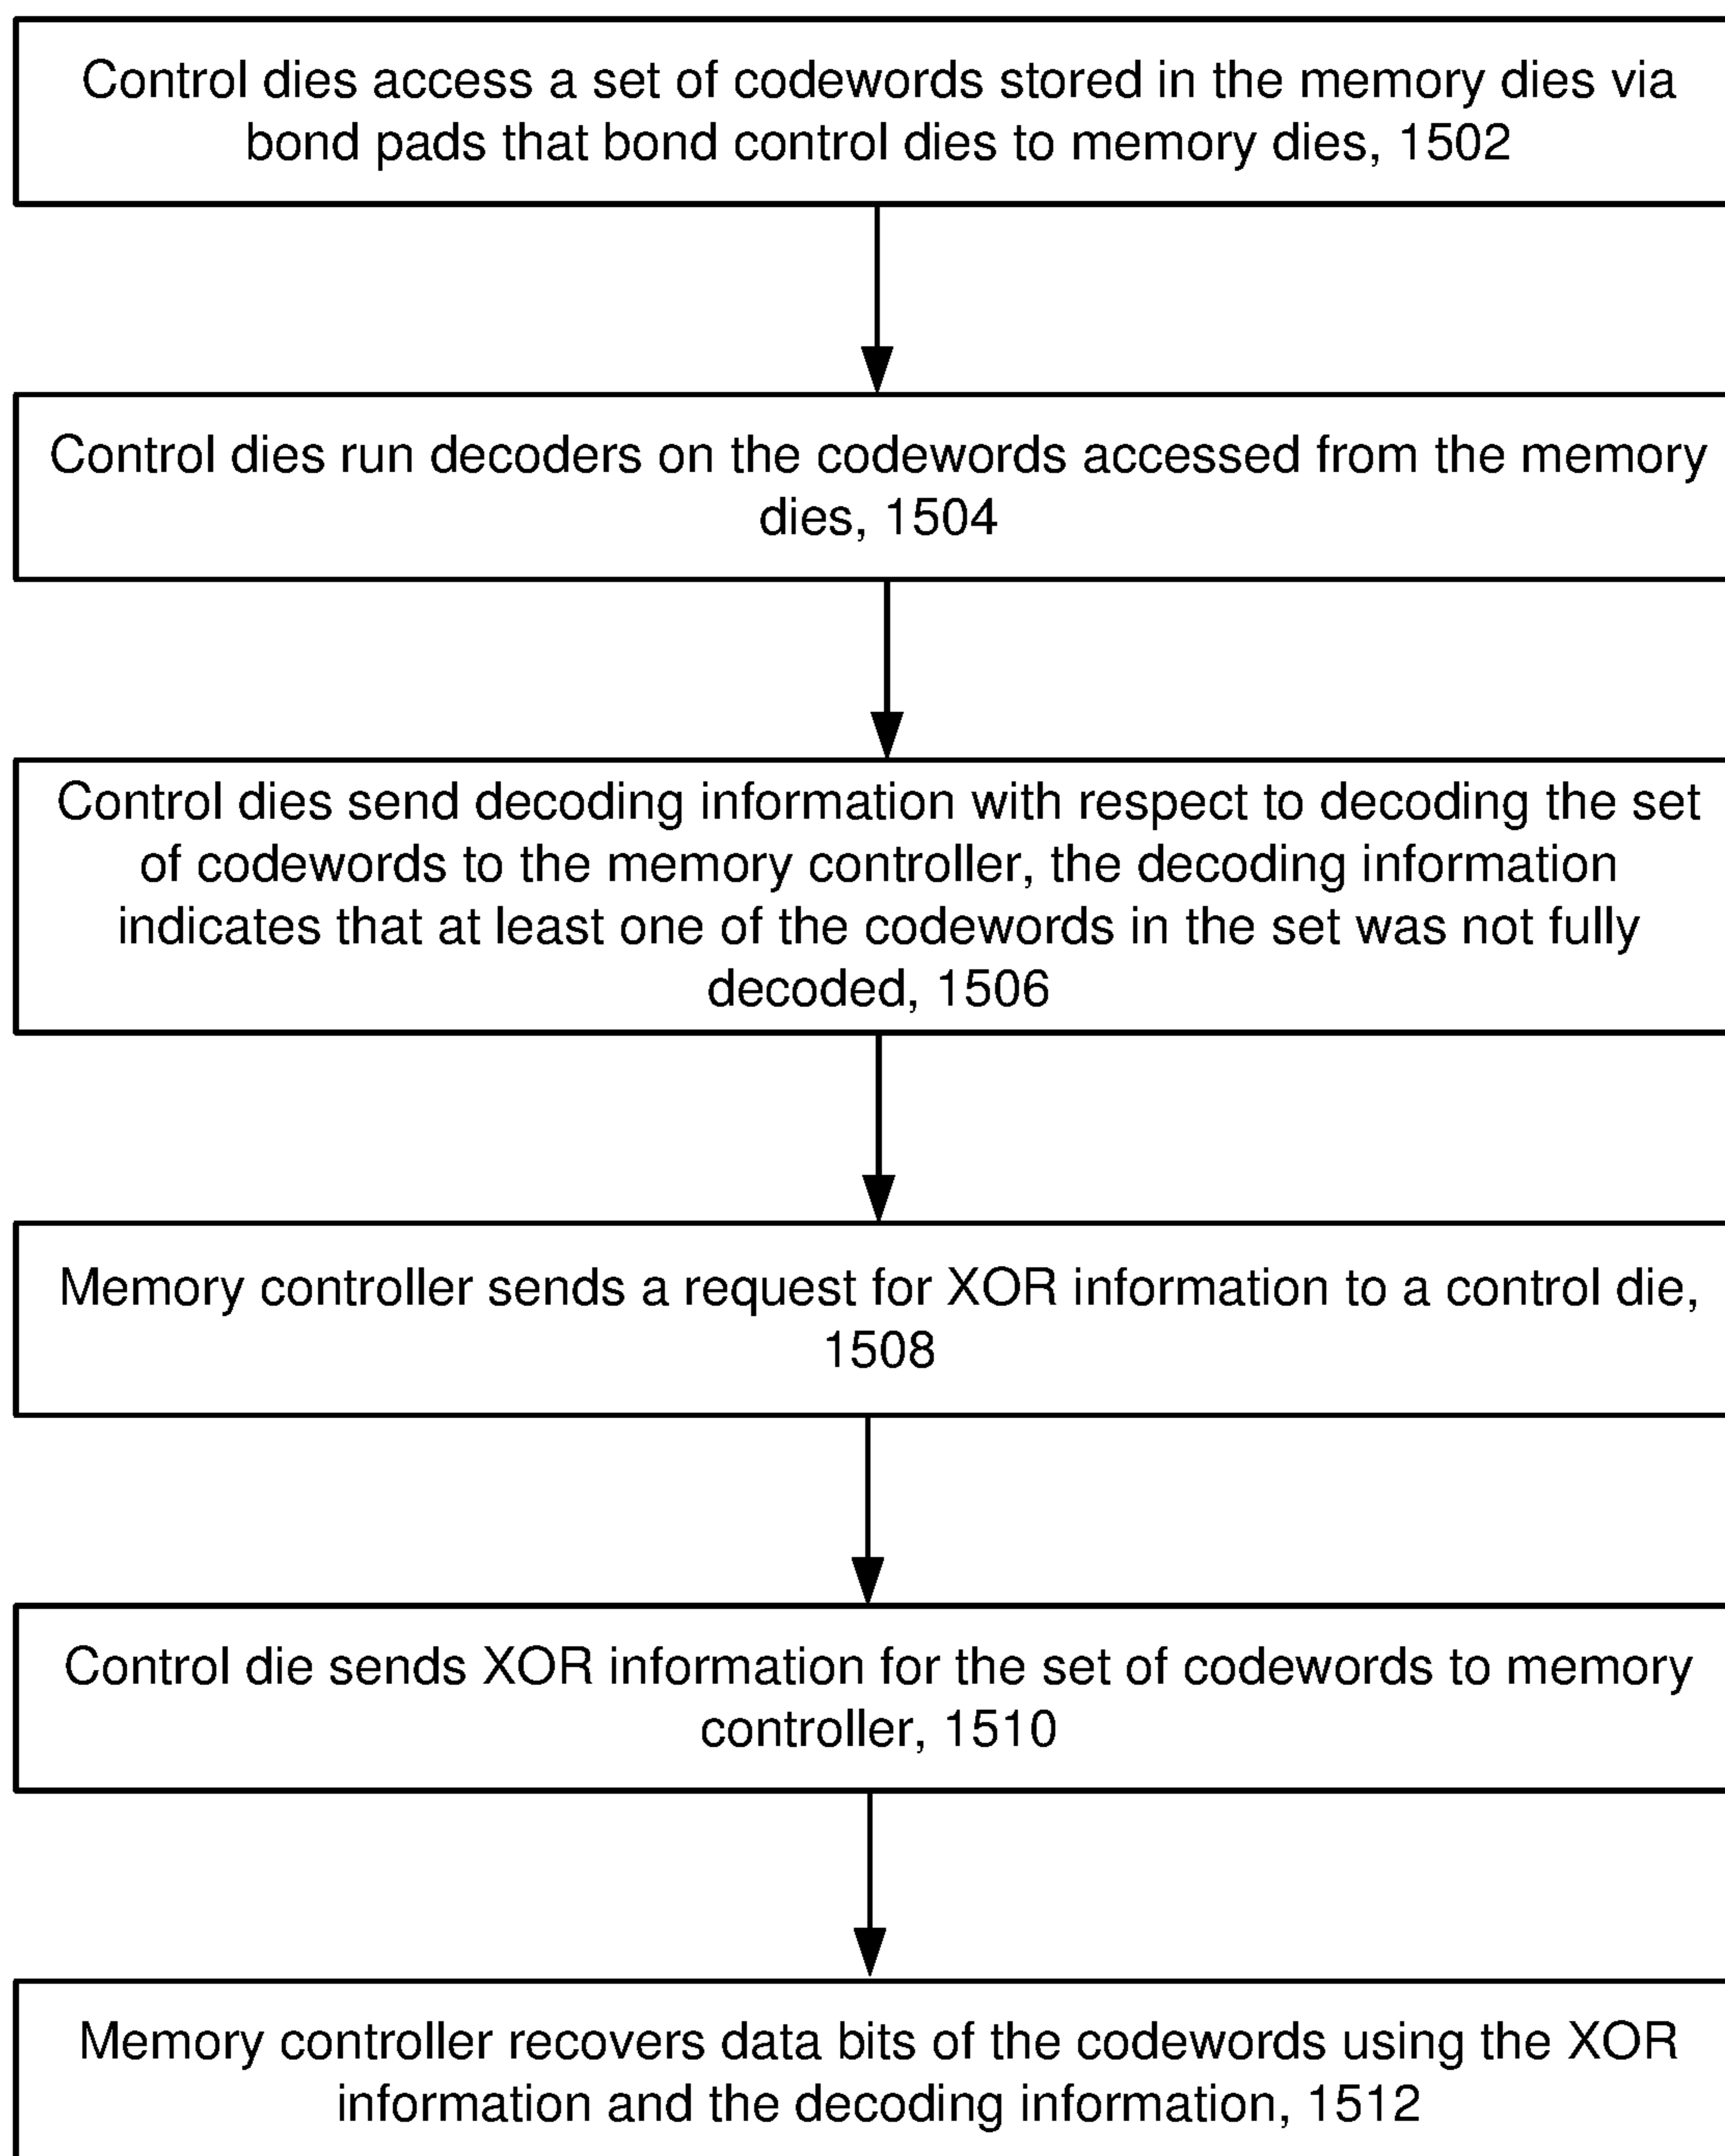 Control dies access a set of codewords stored in the memory dies via
bond pads that bond control dies to memory dies, 1502
Control dies run decoders on the codewords accessed from the memory
dies, 1504
Control dies send decoding information with respect to decoding the set
of codewords to the memory controller, the decoding information
indicates that at least one of the codewords in the set was not fully
decoded, 1506
Memory controller sends a request for XOR information to a control die,
1508
Control die sends XOR information for the set of codewords to memory
controller, 1510
Memory controller recovers data bits of the codewords using the XOR
information and the decoding information, 1512